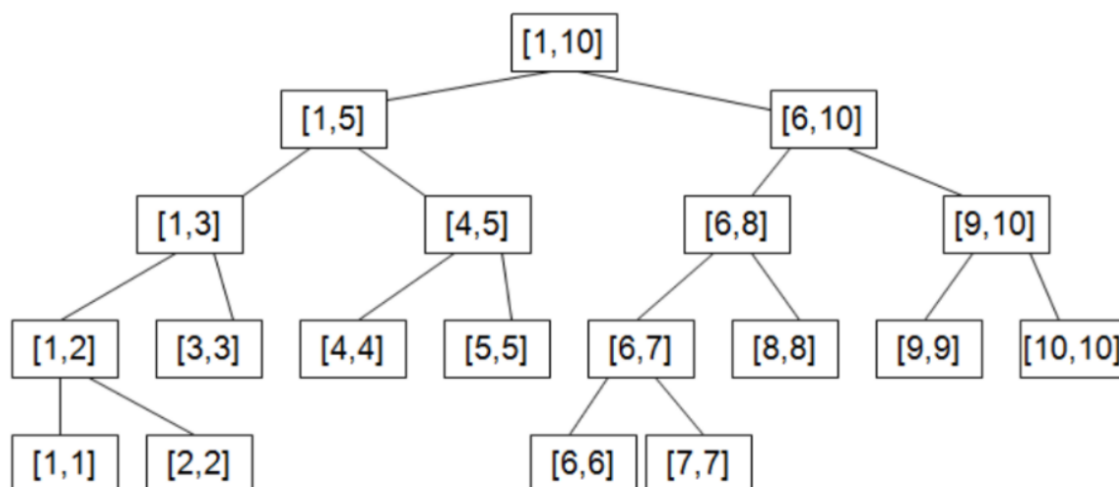 [1,10]
[1,5] [6,10]
[1,3] [4,5] [6,8] [9,10]
[1,2] [3,3] [4,4] [5,5] [6,7] [8,8] [9,9] [10,10]
[1,1] [2,2] [6,6] [7,7]